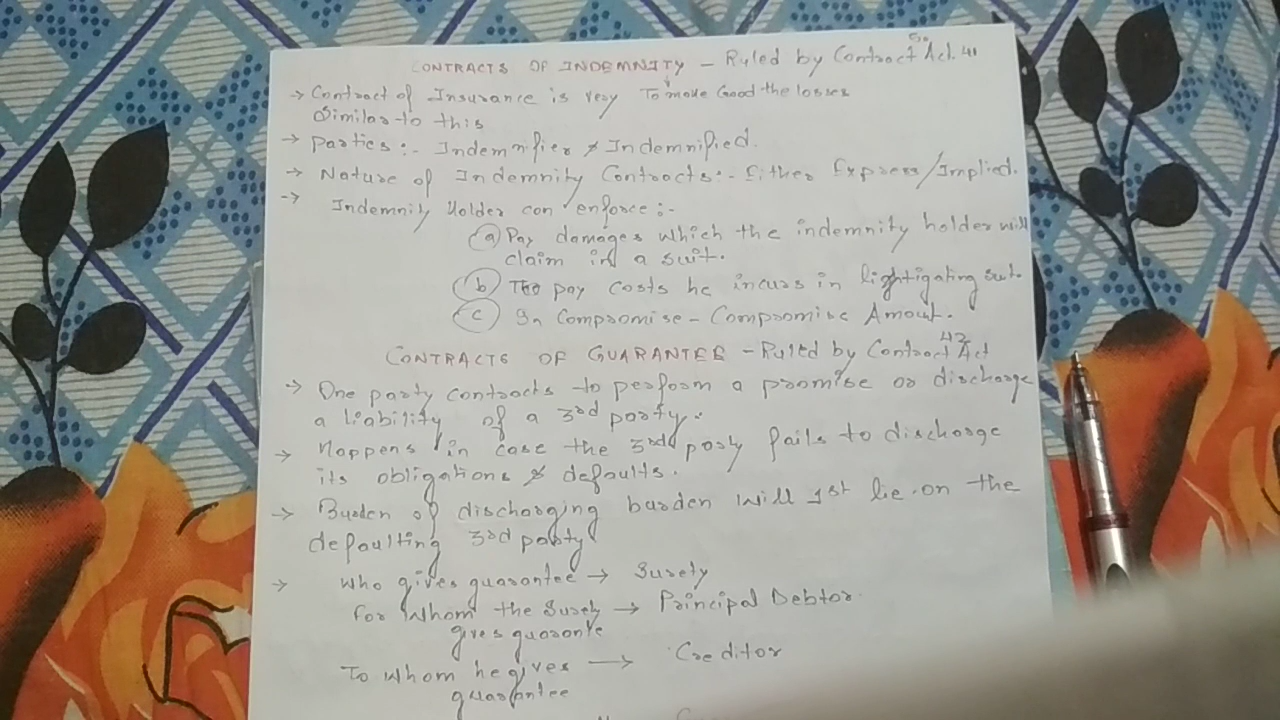 CONTRACTS OF INDEMNITY – Ruled by Contract Act.
→ Contract of Insurance is very To make Good the losses
Similar to this
→ Parties :- Indemnifier & Indemnified.
→ Nature of Indemnity Contracts:- Either Express/Implied.
→ Indemnity Holder can enforce :-
(a) Pay damages which the indemnity holder will
claim in a suit.
(b) To pay costs he incurs in lightigating suit.
(c) In Compromise – Compromise Amount.
CONTRACTS OF GUARANTEE – Ruled by Contract Act
→ One party contracts to perform a promise or discharge
a liability of a 3rd party.
→ Happens in case the 3rd party fails to discharge
its obligations & defaults.
→ Burden of discharging burden will 1st lie on the
defaulting 3rd party
→ Who gives guarantee → Surety
For Whom the Surety → Principal Debtor.
gives guarante
To whom he gives → Creditor
guarantee